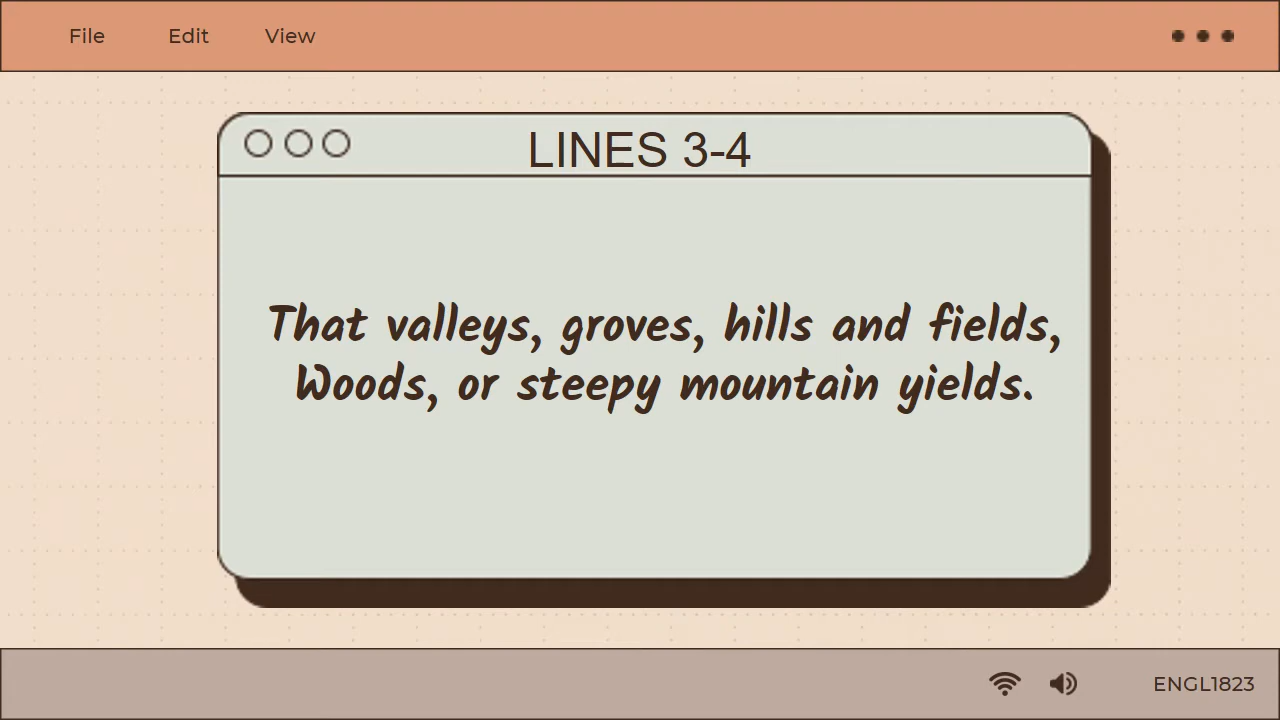 File Edit View
LINES 3-4
That valleys, groves, hills and fields,
Woods, or steepy mountain yields.
ENGL1823